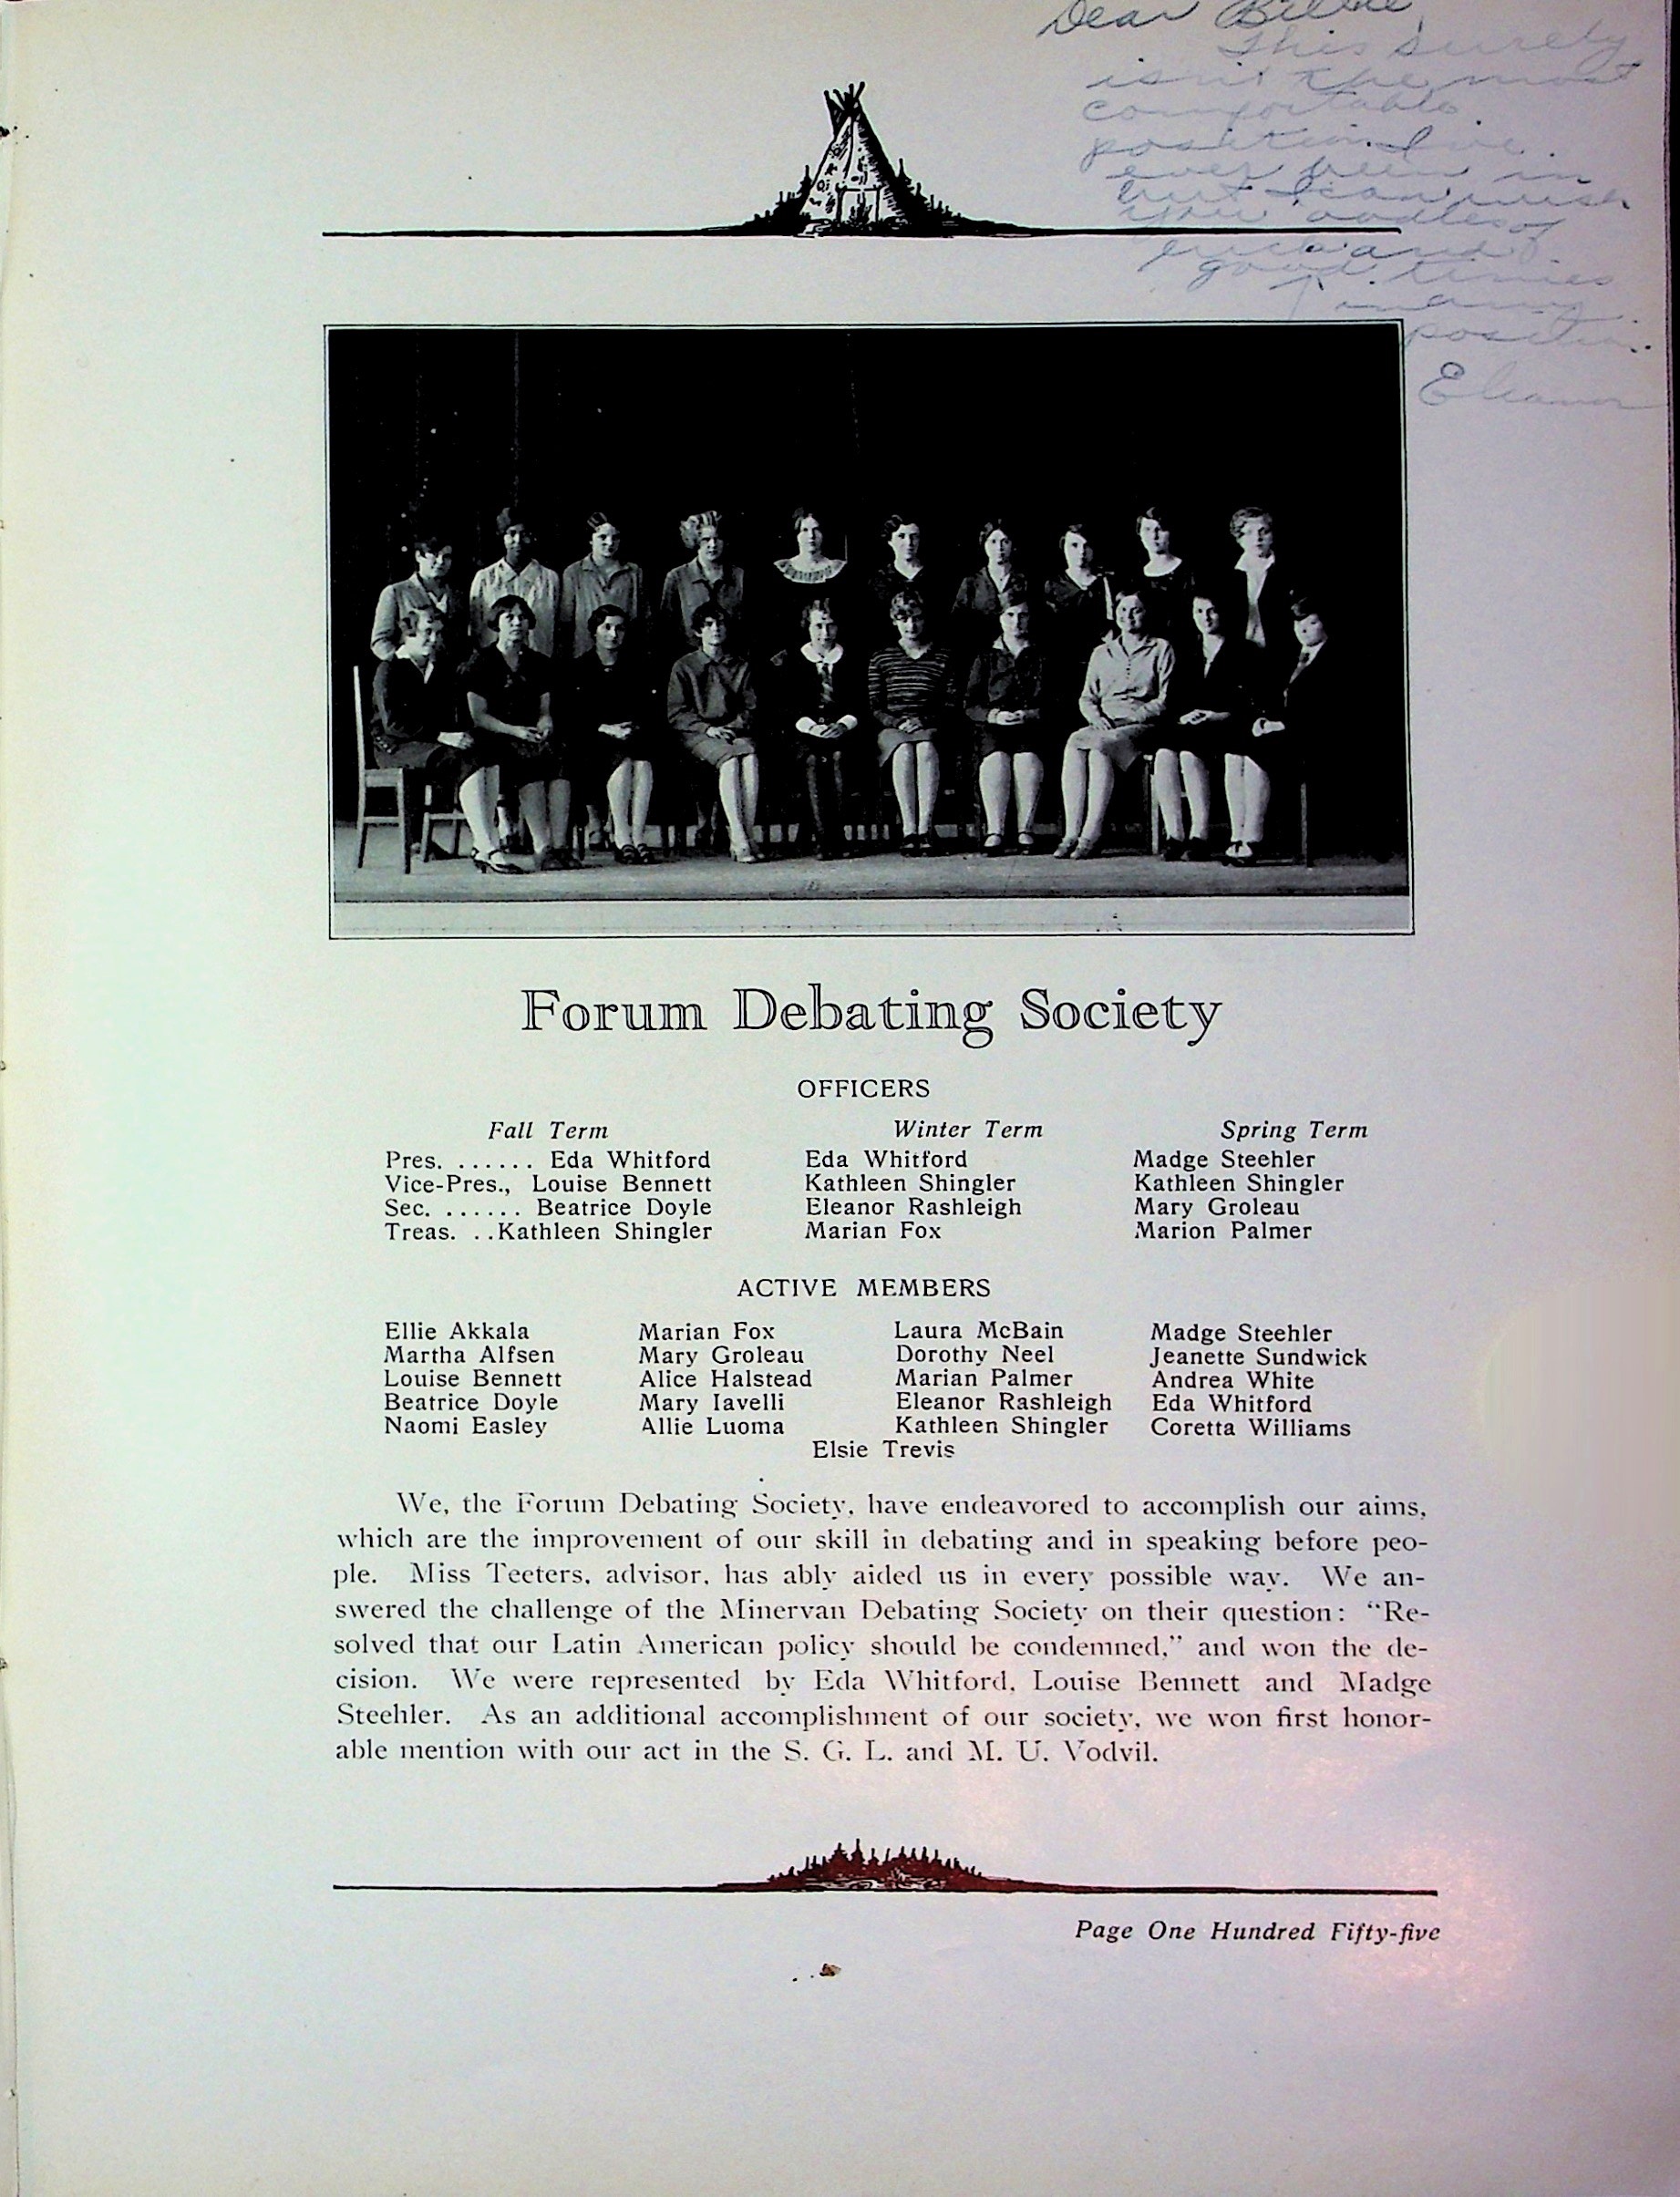 Dear Billie,
This surely
isn't the most
comfortable
position I've
ever been in
but I can wish
you oodles of
luck and
good times
in any
position.
Eleanor
Forum Debating Society
OFFICERS
Fall Term Winter Term Spring Term
Pres. ...... Eda Whitford Eda Whitford Madge Steehler
Vice-Pres., Louise Bennett Kathleen Shingler Kathleen Shingler
Sec. ...... Beatrice Doyle Eleanor Rashleigh Mary Groleau
Treas. ..Kathleen Shingler Marian Fox Marion Palmer
ACTIVE MEMBERS
Ellie Akkala Marian Fox Laura McBain Madge Steehler
Martha Alfsen Mary Groleau Dorothy Neel Jeanette Sundwick
Louise Bennett Alice Halstead Marian Palmer Andrea White
Beatrice Doyle Mary Iavelli Eleanor Rashleigh Eda Whitford
Naomi Easley Allie Luoma Kathleen Shingler Coretta Williams
Elsie Trevis
We, the Forum Debating Society, have endeavored to accomplish our aims,
which are the improvement of our skill in debating and in speaking before peo-
ple. Miss Teeters, advisor, has ably aided us in every possible way. We an-
swered the challenge of the Minervan Debating Society on their question: “Re-
solved that our Latin American policy should be condemned,” and won the de-
cision. We were represented by Eda Whitford, Louise Bennett and Madge
Steehler. As an additional accomplishment of our society, we won first honor-
able mention with our act in the S. G. L. and M. U. Vodvil.
Page One Hundred Fifty-five